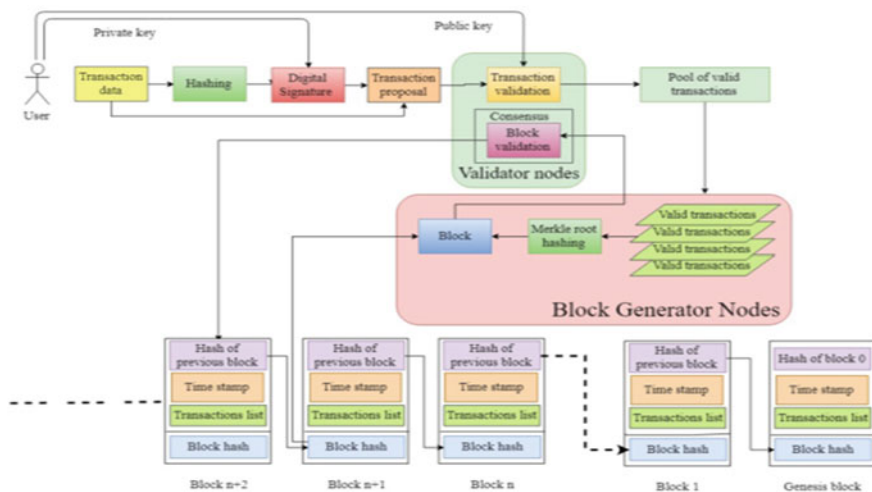 Private key
Public key
User
Transaction
data
Hashing
Digital
Signature
Transaction
proposal
Transaction
validation
Pool of valid
transactions
Consensus
Block
validation
Validator nodes
Block
Merkle root
hashing
Valid transactions
Valid transactions
Valid transactions
Valid transactions
Block Generator Nodes
Hash of
previous block
Time stamp
Transactions list
Block hash
Block n+2
Hash of
previous block
Time stamp
Transactions list
Block hash
Block n+1
Hash of
previous block
Time stamp
Transactions list
Block hash
Block n
Hash of
previous block
Time stamp
Transactions list
Block hash
Block 1
Hash of block 0
Time stamp
Transactions list
Block hash
Genesis block